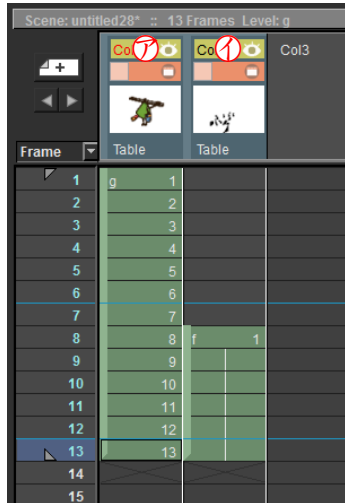 Scene: untitled28* :: 13 Frames Level: g
Co ア Col イ Col3
+
Frame Table Table
1 g 1
2 2
3 3
4 4
5 5
6 6
7 7
8 8 f 1
9 9
10 10
11 11
12 12
13 13
14
15